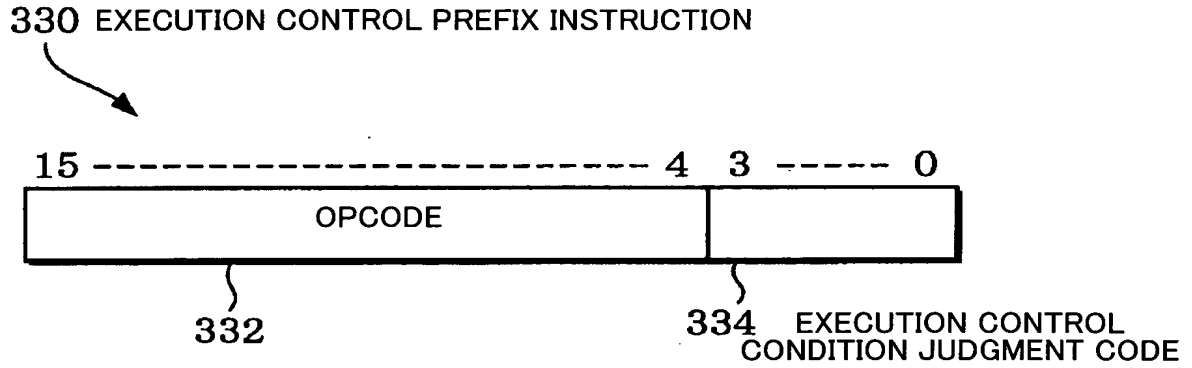 330 EXECUTION CONTROL PREFIX INSTRUCTION
15 ---------------------- 4 3 ----- 0
OPCODE
332
334 EXECUTION CONTROL
CONDITION JUDGMENT CODE